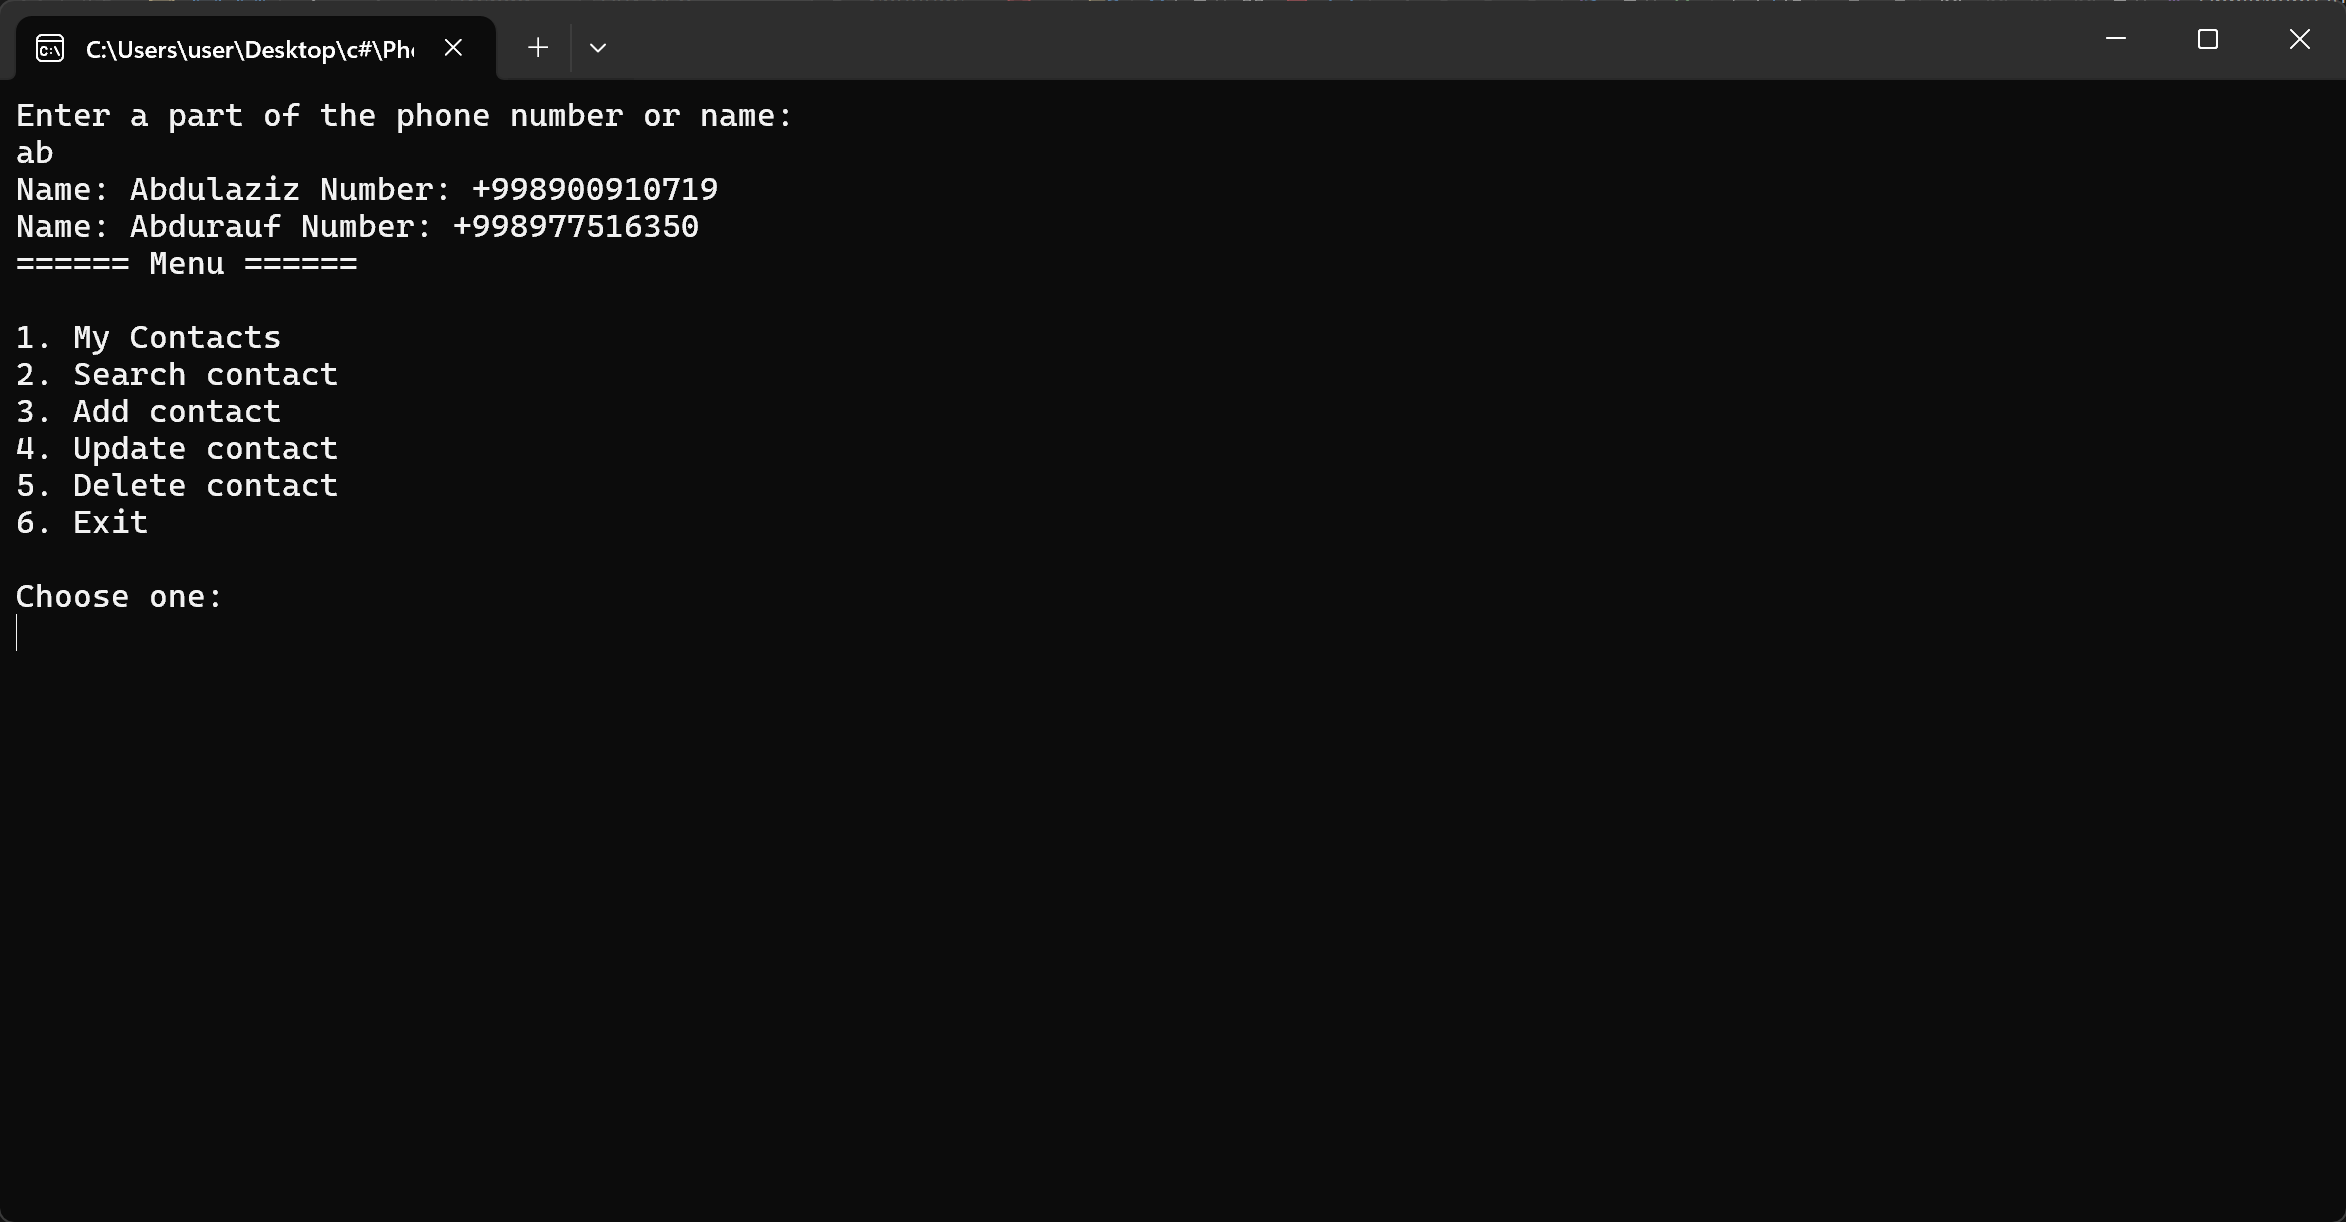 C:\Users\user\Desktop\c#\Pho
Enter a part of the phone number or name:
ab
Name: Abdulaziz Number: +998900910719
Name: Abdurauf Number: +998977516350
====== Menu ======
1. My Contacts
2. Search contact
3. Add contact
4. Update contact
5. Delete contact
6. Exit
Choose one: